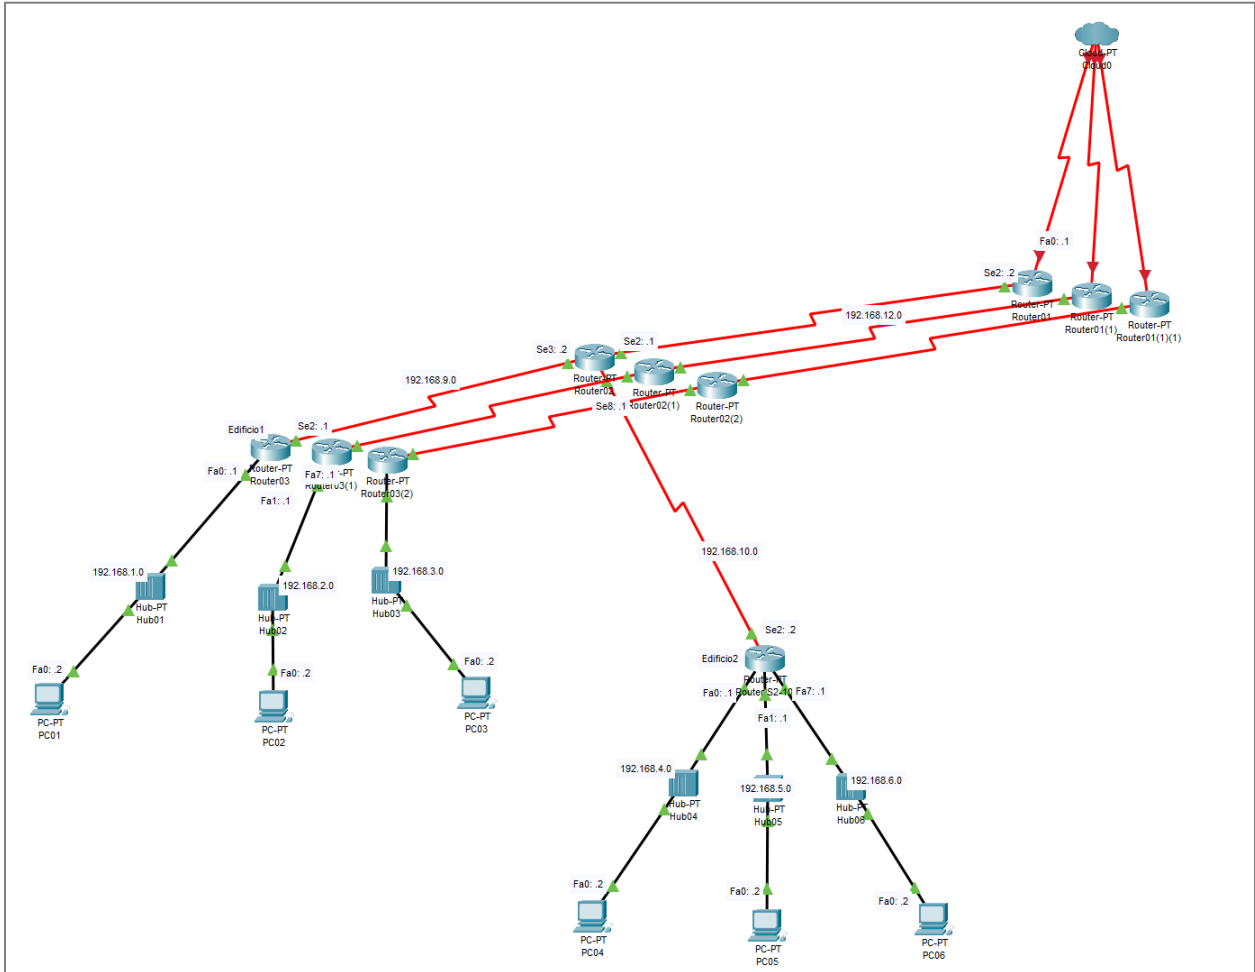 Cloud-PT
Cloud0
Fa0: .1
Se2: .2
Router-PT
Router01
Router-PT
Router01(1)
Router-PT
Router01(1)(1)
192.168.12.0
Se2: .1
Se3: .2
Router-PT
Router02
Router-PT
Router02(1)
Router-PT
Router02(2)
Se8: .1
192.168.9.0
Edificio1
Se2: .1
Router-PT
Router03
Fa0: .1
Fa7: .1
Router03(1)
Router-PT
Router03(2)
Fa1: .1
192.168.10.0
192.168.1.0
Hub-PT
Hub01
192.168.2.0
Hub-PT
Hub02
192.168.3.0
Hub-PT
Hub03
Fa0: .2
PC-PT
PC01
Fa0: .2
PC-PT
PC02
Fa0: .2
PC-PT
PC03
Se2: .2
Edificio2
Router-PT
Fa0: .1
Fa7: .1
Fa1: .1
192.168.4.0
Hub-PT
Hub04
192.168.5.0
Hub-PT
Hub05
192.168.6.0
Hub-PT
Hub06
Fa0: .2
PC-PT
PC04
Fa0: .2
PC-PT
PC05
Fa0: .2
PC-PT
PC06